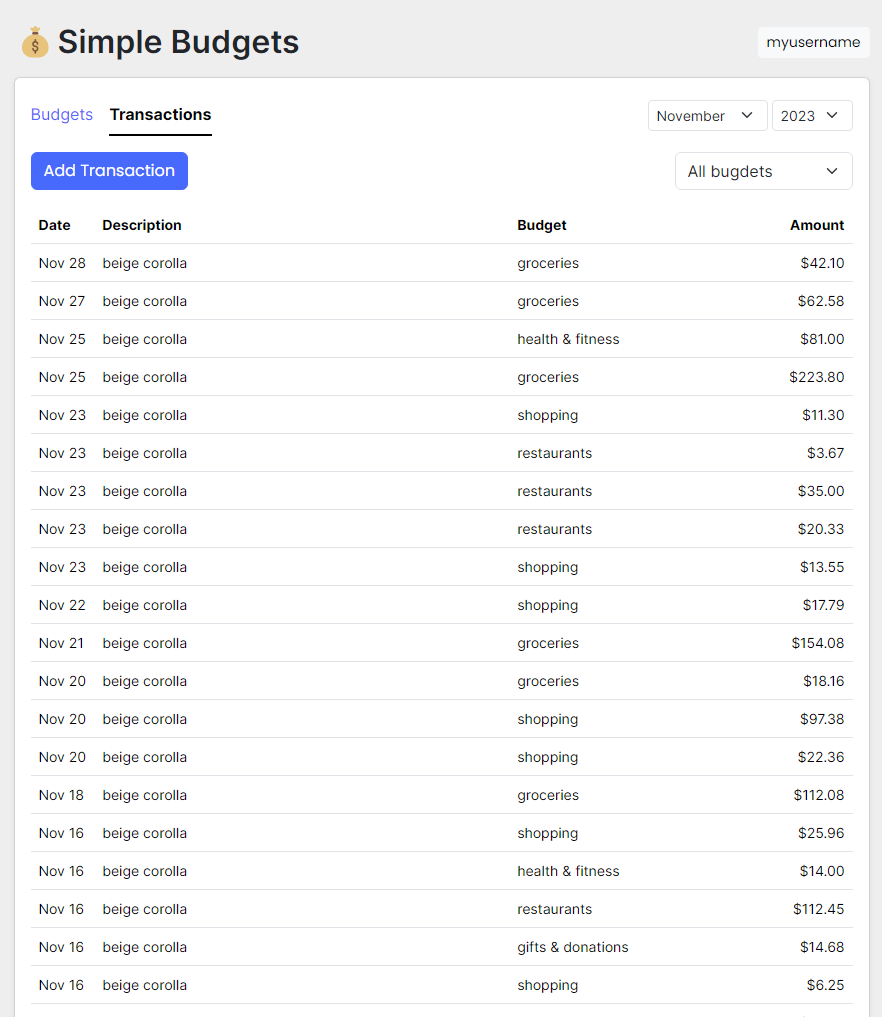 Simple Budgets
myusername
Budgets Transactions November 2023
Add Transaction All bugdets
Date Description Budget Amount
Nov 28 beige corolla groceries $42.10
Nov 27 beige corolla groceries $62.58
Nov 25 beige corolla health & fitness $81.00
Nov 25 beige corolla groceries $223.80
Nov 23 beige corolla shopping $11.30
Nov 23 beige corolla restaurants $3.67
Nov 23 beige corolla restaurants $35.00
Nov 23 beige corolla restaurants $20.33
Nov 23 beige corolla shopping $13.55
Nov 22 beige corolla shopping $17.79
Nov 21 beige corolla groceries $154.08
Nov 20 beige corolla groceries $18.16
Nov 20 beige corolla shopping $97.38
Nov 20 beige corolla shopping $22.36
Nov 18 beige corolla groceries $112.08
Nov 16 beige corolla shopping $25.96
Nov 16 beige corolla health & fitness $14.00
Nov 16 beige corolla restaurants $112.45
Nov 16 beige corolla gifts & donations $14.68
Nov 16 beige corolla shopping $6.25